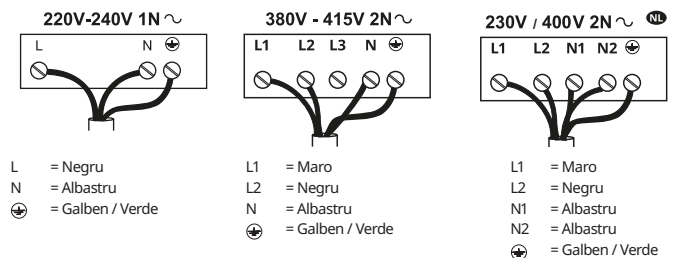 220V-240V 1N ~
L N ⏚
L = Negru
N = Albastru
⏚ = Galben / Verde
380V - 415V 2N ~
L1 L2 L3 N ⏚
L1 = Maro
L2 = Negru
N = Albastru
⏚ = Galben / Verde
230V / 400V 2N ~ NL
L1 L2 N1 N2 ⏚
L1 = Maro
L2 = Negru
N1 = Albastru
N2 = Albastru
⏚ = Galben / Verde